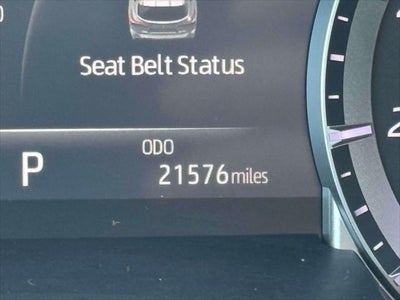 Seat Belt Status
ODO
P
21576 miles